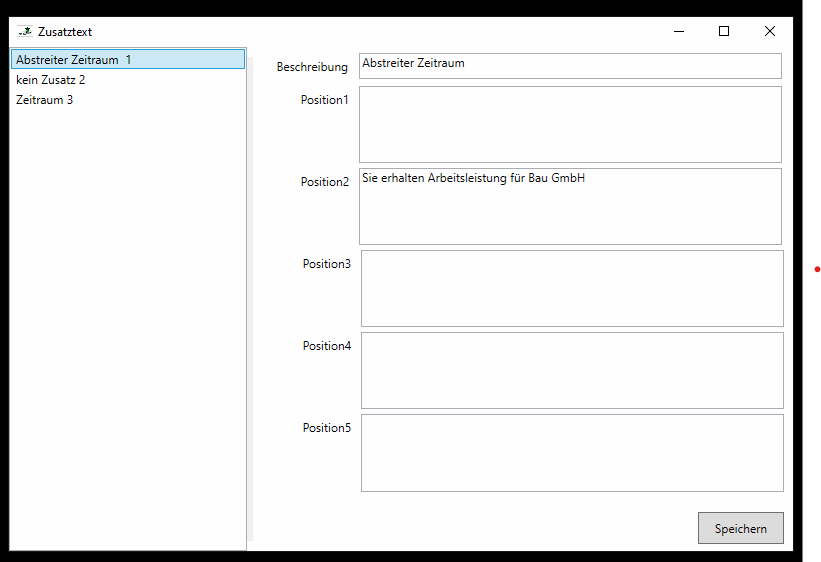 Zusatztext
Abstreiter Zeitraum  1
kein Zusatz 2
Zeitraum 3
Beschreibung
Abstreiter Zeitraum
Position1
Position2
Sie erhalten Arbeitsleistung für Bau GmbH
Position3
Position4
Position5
Speichern